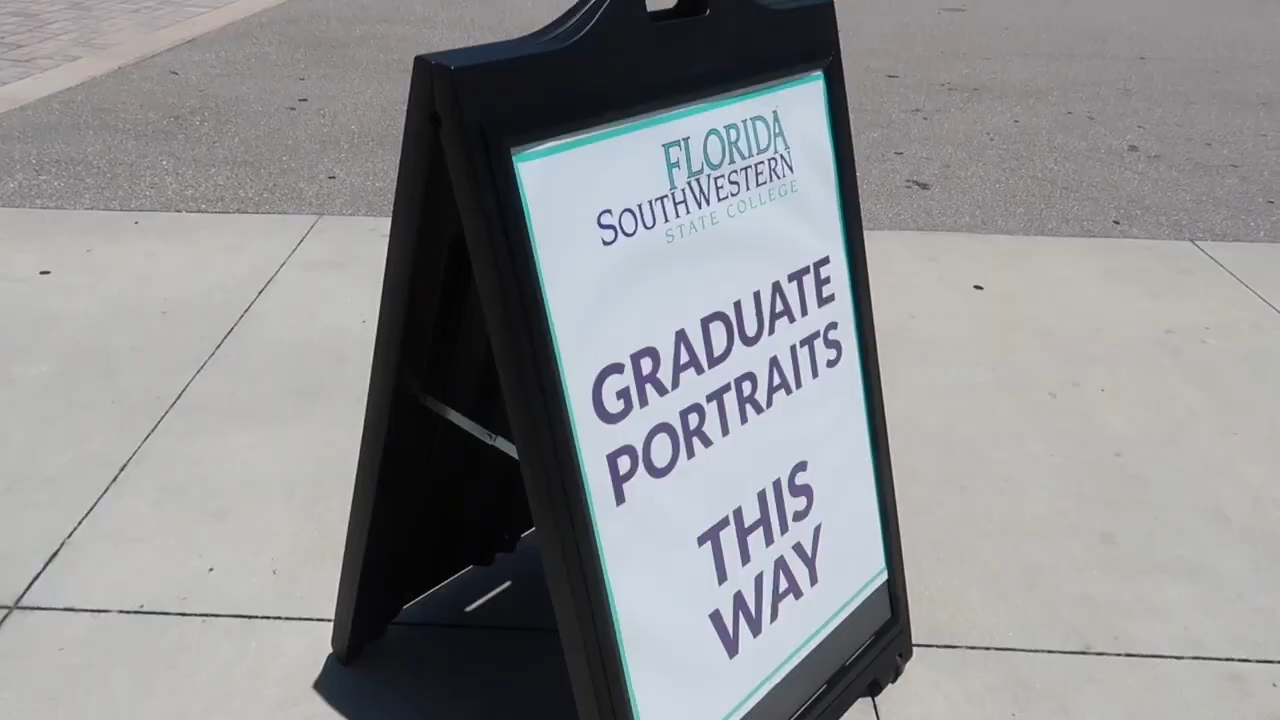 FLORIDA
SOUTHWESTERN
STATE COLLEGE
GRADUATE
PORTRAITS
THIS
WAY